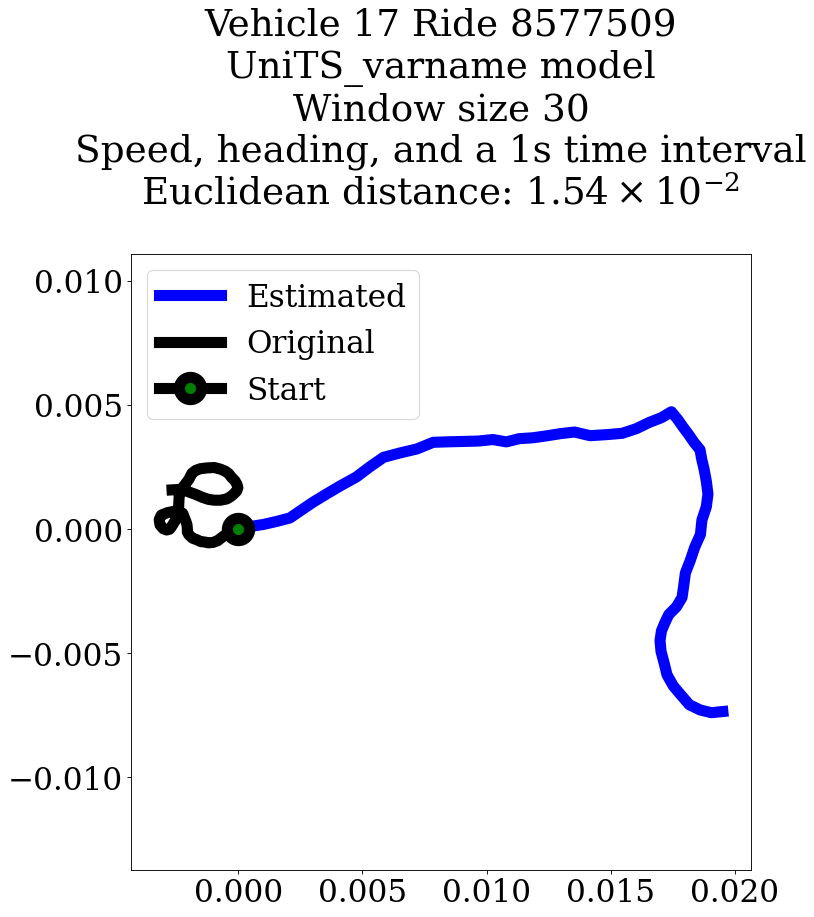 Vehicle 17 Ride 8577509
UniTS_varname model
Window size 30
Speed, heading, and a 1s time interval
Euclidean distance: 1.54 × 10⁻²
Estimated
Original
Start
0.010
0.005
0.000
−0.005
−0.010
0.000 0.005 0.010 0.015 0.020